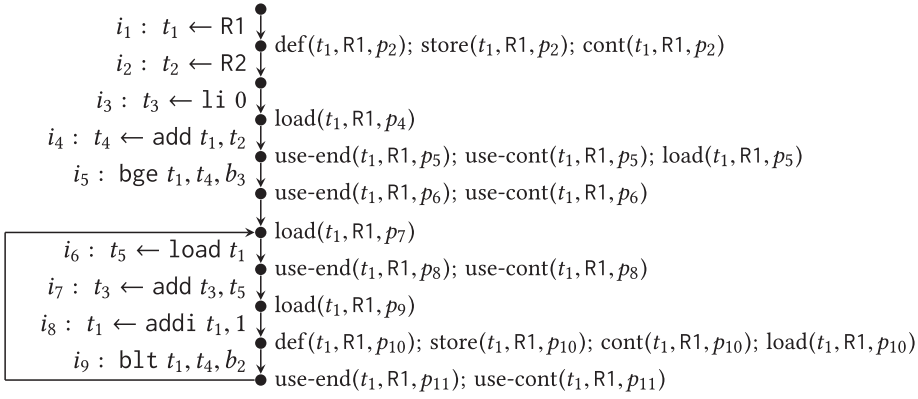 i₁ : t₁ ← R1
def(t₁, R1, p₂); store(t₁, R1, p₂); cont(t₁, R1, p₂)
i₂ : t₂ ← R2
i₃ : t₃ ← li 0
load(t₁, R1, p₄)
i₄ : t₄ ← add t₁, t₂
use-end(t₁, R1, p₅); use-cont(t₁, R1, p₅); load(t₁, R1, p₅)
i₅ : bge t₁, t₄, b₃
use-end(t₁, R1, p₆); use-cont(t₁, R1, p₆)
load(t₁, R1, p₇)
i₆ : t₅ ← load t₁
use-end(t₁, R1, p₈); use-cont(t₁, R1, p₈)
i₇ : t₃ ← add t₃, t₅
load(t₁, R1, p₉)
i₈ : t₁ ← addi t₁, 1
def(t₁, R1, p₁₀); store(t₁, R1, p₁₀); cont(t₁, R1, p₁₀); load(t₁, R1, p₁₀)
i₉ : blt t₁, t₄, b₂
use-end(t₁, R1, p₁₁); use-cont(t₁, R1, p₁₁)